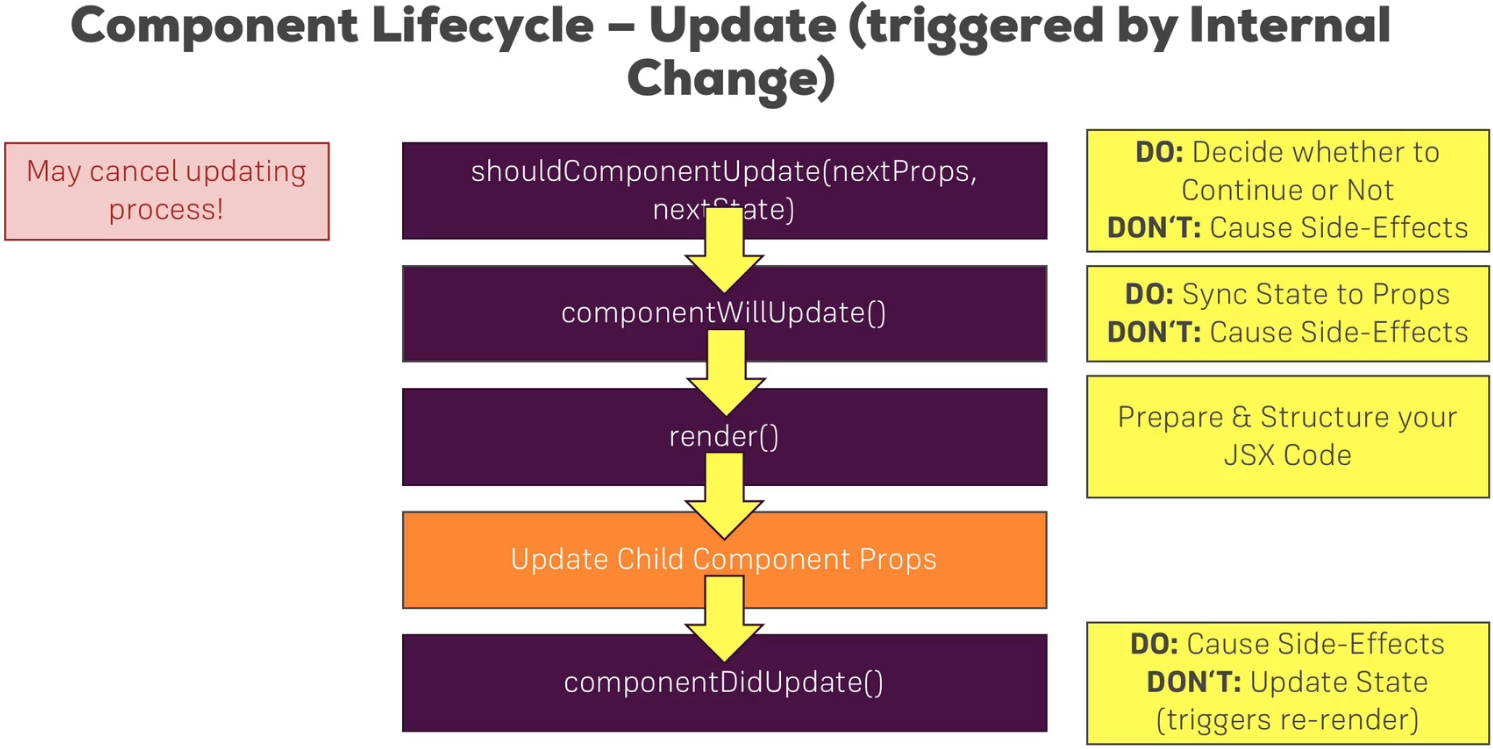 Component Lifecycle – Update (triggered by Internal
Change)
May cancel updating
process!
shouldComponentUpdate(nextProps,
nextState)
DO: Decide whether to
Continue or Not
DON‘T: Cause Side-Effects
componentWillUpdate()
DO: Sync State to Props
DON‘T: Cause Side-Effects
render()
Prepare & Structure your
JSX Code
Update Child Component Props
componentDidUpdate()
DO: Cause Side-Effects
DON‘T: Update State
(triggers re-render)